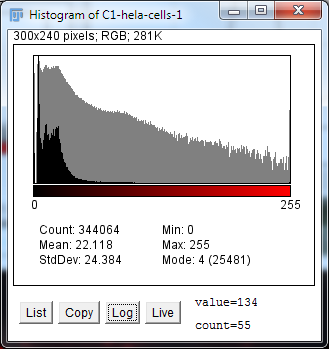 Histogram of C1-hela-cells-1
300x240 pixels; RGB; 281K
0 255
Count: 344064 Min: 0
Mean: 22.118 Max: 255
StdDev: 24.384 Mode: 4 (25481)
List Copy Log Live
value=134
count=55